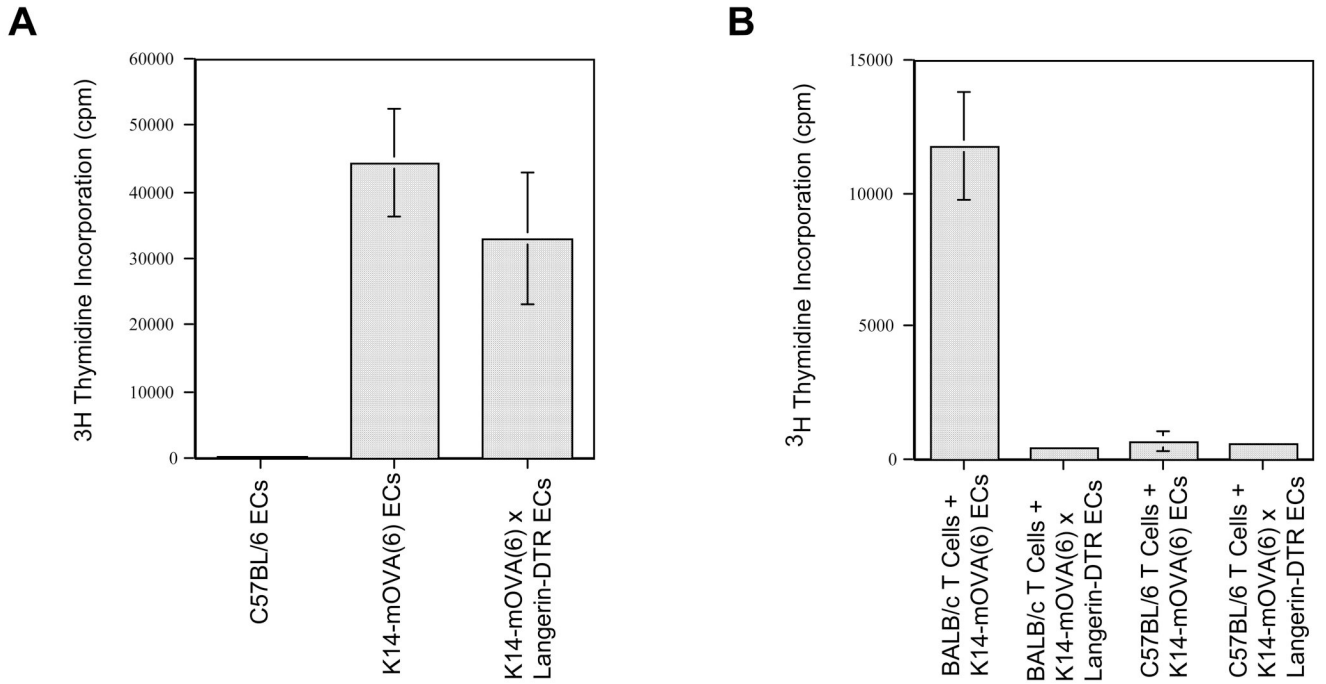 A
3H Thymidine Incorporation (cpm)
60000
50000
40000
30000
20000
10000
0
C57BL/6 ECs
K14-mOVA(6) ECs
K14-mOVA(6) x
Langerin-DTR ECs
B
3H Thymidine Incorporation (cpm)
15000
10000
5000
0
BALB/c T Cells +
K14-mOVA(6) ECs
BALB/c T Cells +
K14-mOVA(6) x
Langerin-DTR ECs
C57BL/6 T Cells +
K14-mOVA(6) ECs
C57BL/6 T Cells +
K14-mOVA(6) x
Langerin-DTR ECs